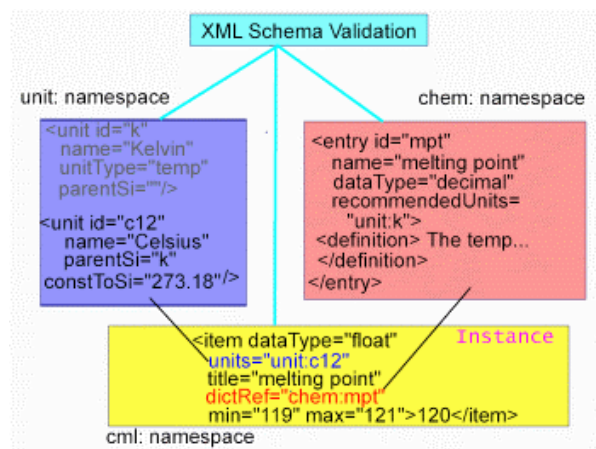 XML Schema Validation
unit: namespace
<unit id="k"
name="Kelvin"
unitType="temp"
parentSi=""/>
<unit id="c12"
name="Celsius"
parentSi="k"
constToSi="273.18"/>
chem: namespace
<entry id="mpt"
name="melting point"
dataType="decimal"
recommendedUnits=
"unit:k">
<definition> The temp...
</definition>
</entry>
Instance
<item dataType="float"
units="unit:c12"
title="melting point"
dictRef="chem:mpt"
min="119" max="121">120</item>
cml: namespace